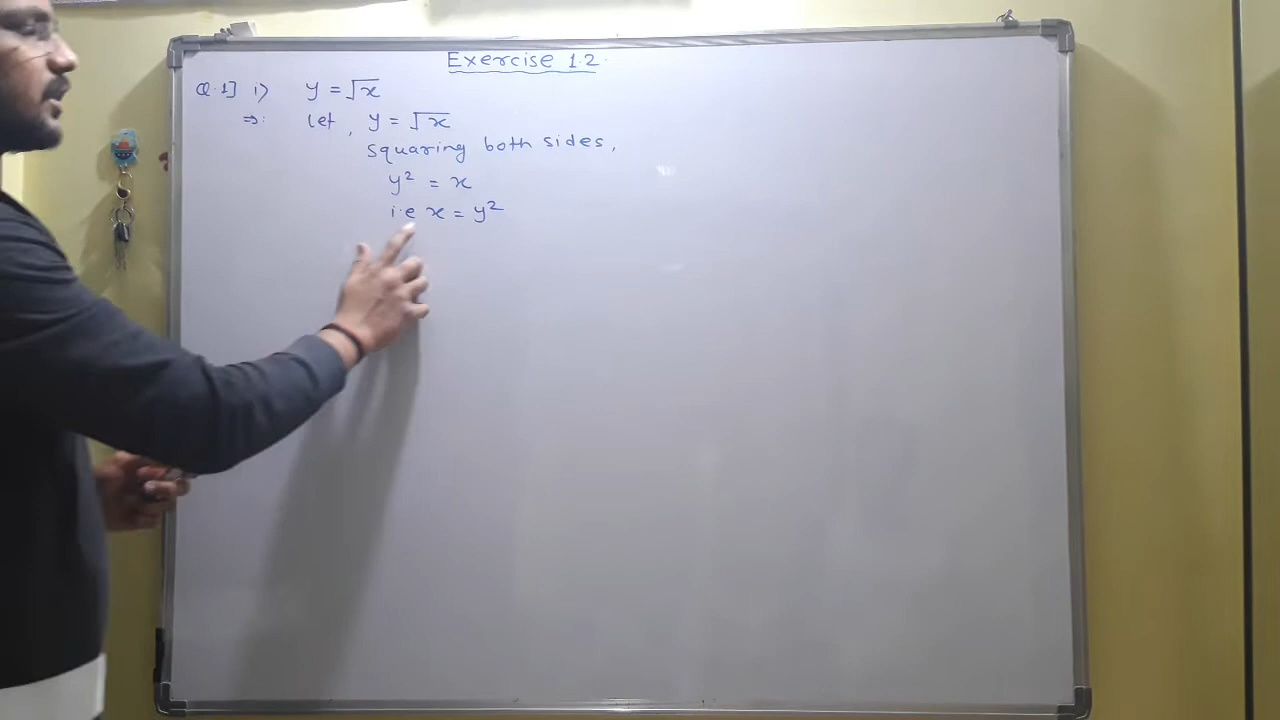 Exercise 1.2.
Q.1] i) y = √x
⇒: Let, y = √x
squaring both sides,
y² = x
i.e x = y²